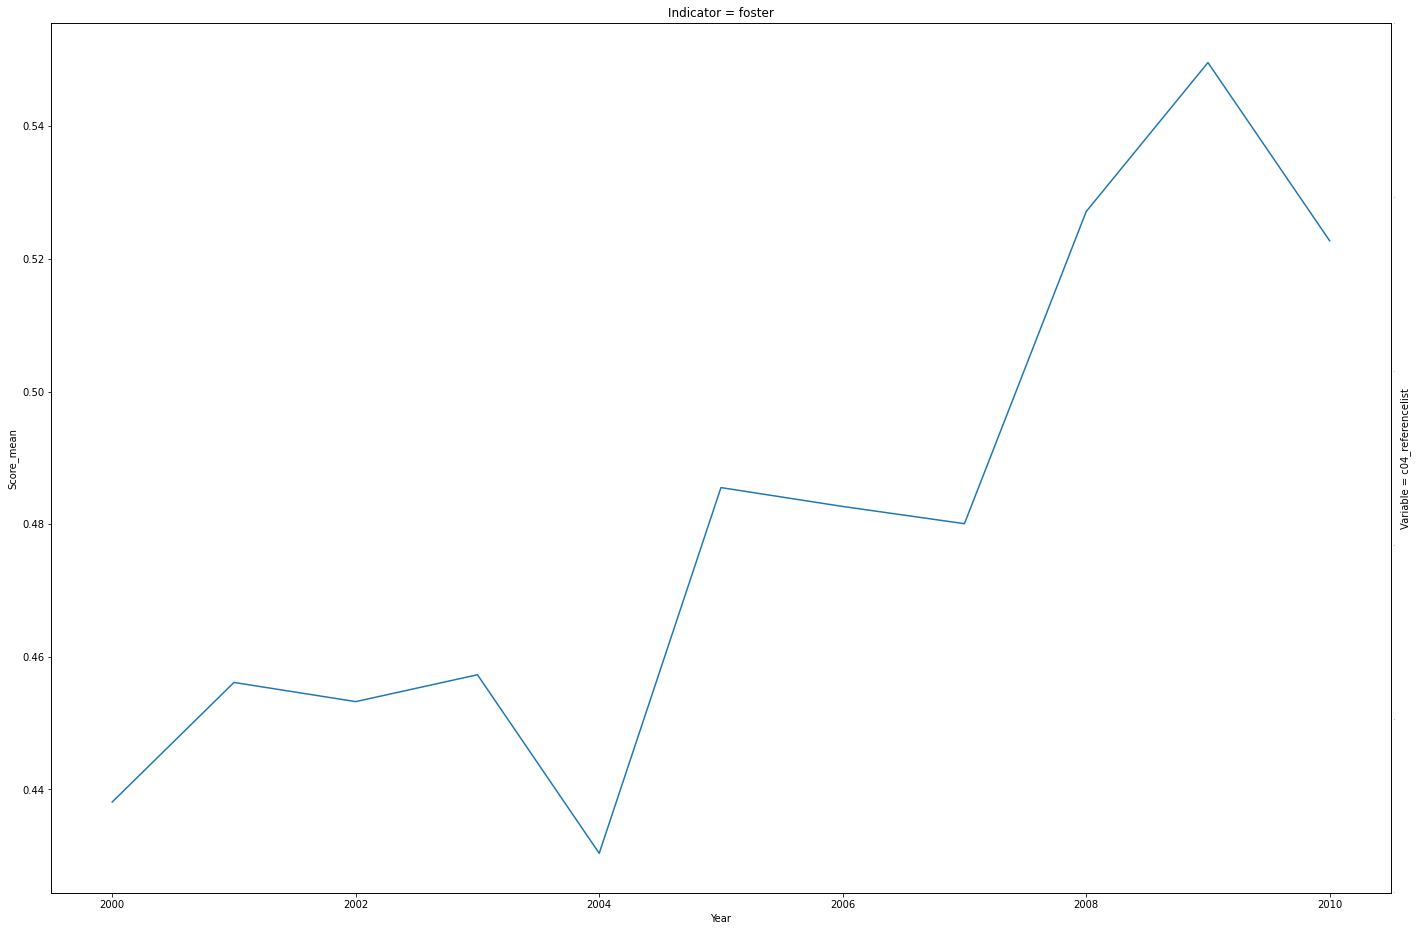 Indicator = foster
0.54
0.52
0.50
0.48
0.46
0.44
Score_mean
Variable = c04_referencelist
2000 2002 2004 2006 2008 2010
Year